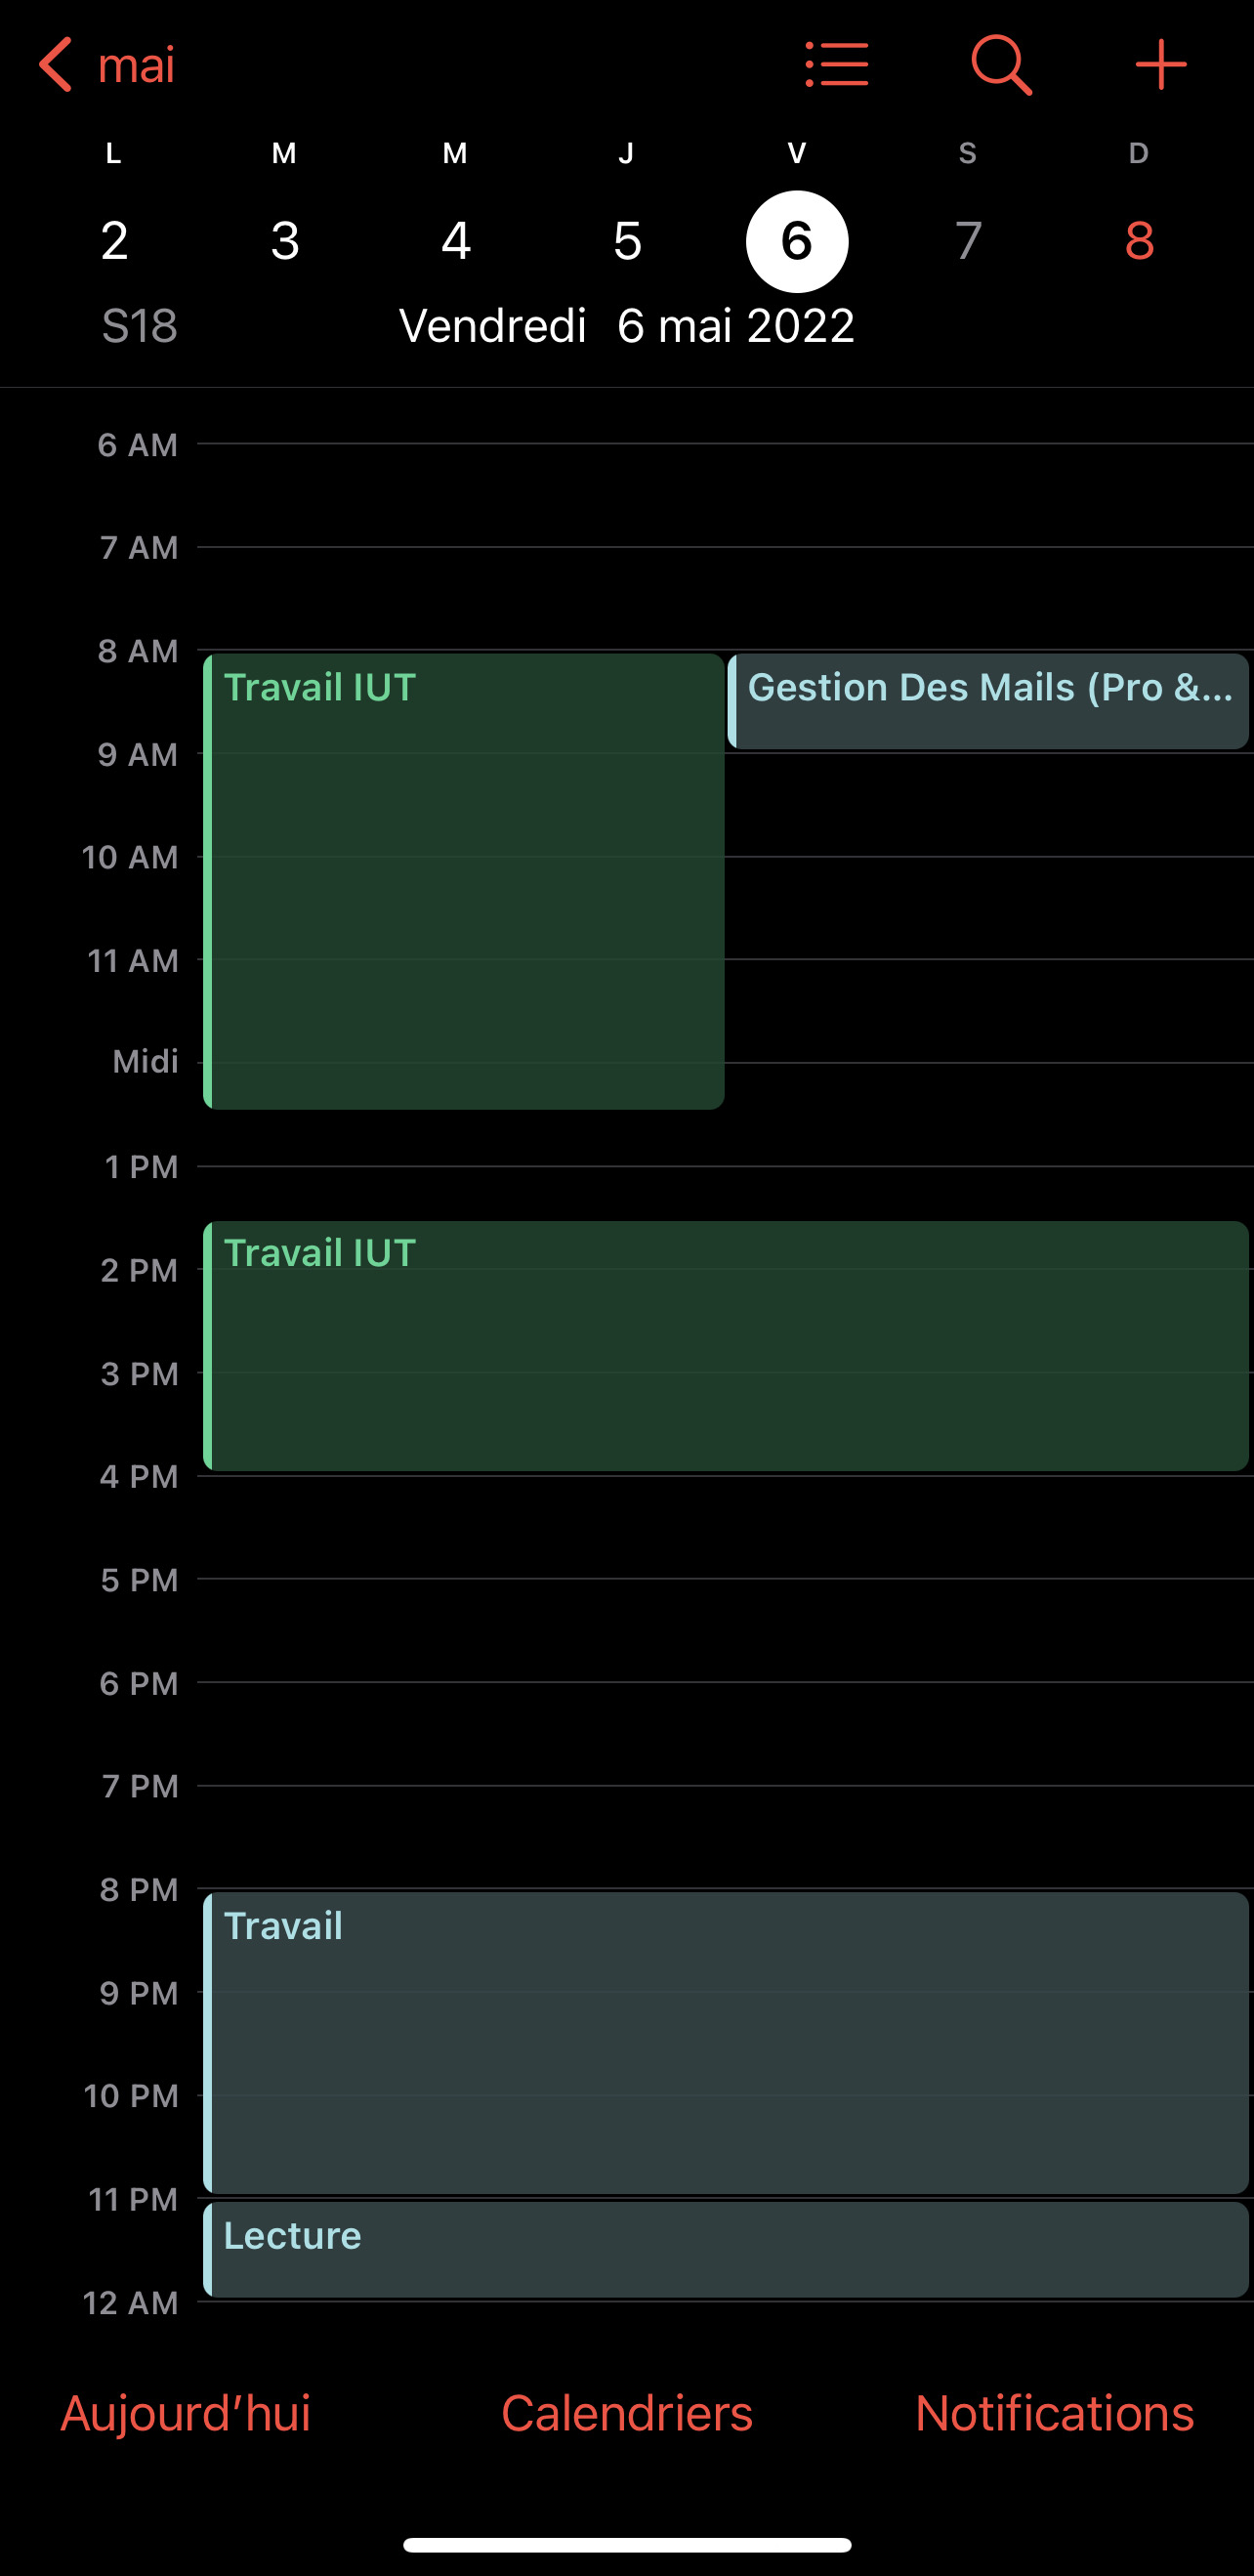 mai
L M M J V S D
2 3 4 5 6 7 8
S18 Vendredi 6 mai 2022
6 AM
7 AM
8 AM
Travail IUT Gestion Des Mails (Pro &...
9 AM
10 AM
11 AM
Midi
1 PM
Travail IUT
2 PM
3 PM
4 PM
5 PM
6 PM
7 PM
8 PM
Travail
9 PM
10 PM
11 PM
Lecture
12 AM
Aujourd’hui Calendriers Notifications